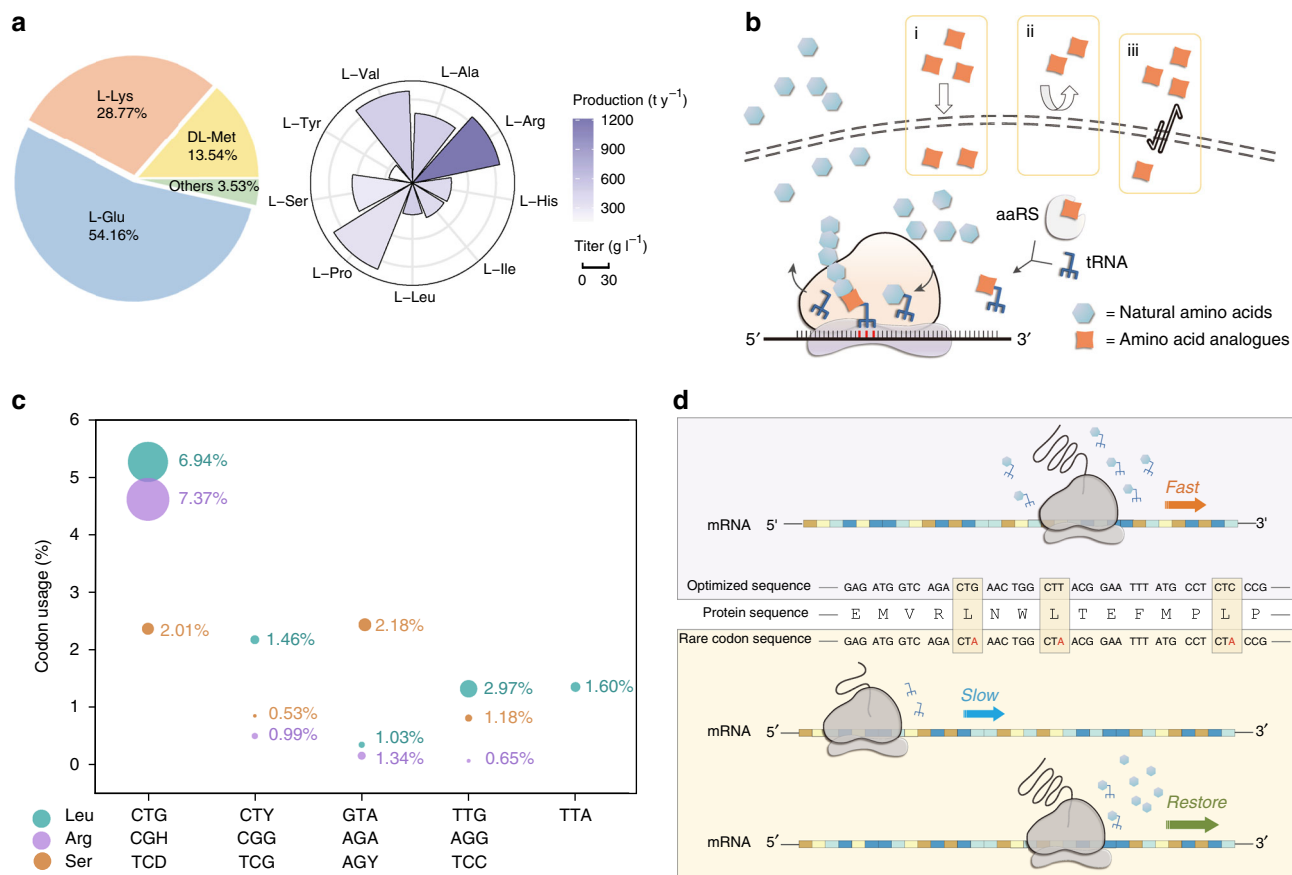 a
L-Lys
28.77%
DL-Met
13.54%
Others 3.53%
L-Glu
54.16%
L–Val
L–Ala
L–Tyr
L–Arg
L–Ser
L–His
L–Pro
L–Ile
L–Leu
Production (t y⁻¹)
1200
900
600
300
Titer (g l⁻¹)
0 30
b
i
ii
iii
aaRS
tRNA
5′
3′
= Natural amino acids
= Amino acid analogues
c
Codon usage (%)
6
5
4
3
2
1
0
6.94%
7.37%
2.01%
1.46%
0.53%
0.99%
2.18%
1.03%
1.34%
2.97%
1.18%
0.65%
1.60%
Leu CTG CTY GTA TTG TTA
Arg CGH CGG AGA AGG
Ser TCD TCG AGY TCC
d
Fast
mRNA 5' 3'
Optimized sequence GAG ATG GTC AGA CTG AAC TGG CTT ACG GAA TTT ATG CCT CTC CCG
Protein sequence E M V R L N W L T E F M P L P
Rare codon sequence GAG ATG GTC AGA CTA AAC TGG CTA ACG GAA TTT ATG CCT CTA CCG
Slow
mRNA 5′ 3′
Restore
mRNA 5′ 3′